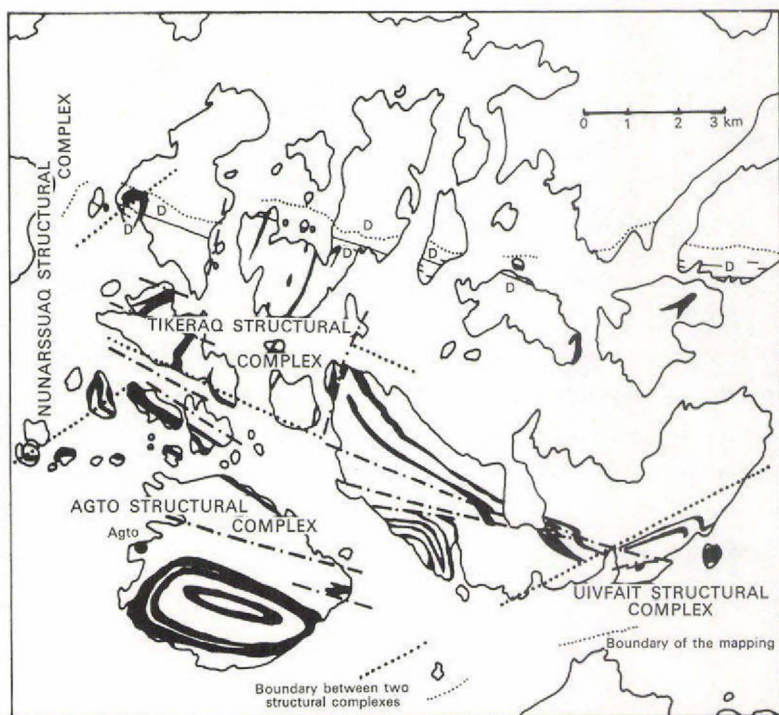 0 1 2 3 km
NUNARSSUAQ STRUCTURAL
COMPLEX
D
D
D
D
D
D
D
D
TIKERAQ STRUCTURAL
COMPLEX
AGTO STRUCTURAL
COMPLEX
Agto
UIVFAIT STRUCTURAL
COMPLEX
Boundary of the mapping
Boundary between two
structural complexes